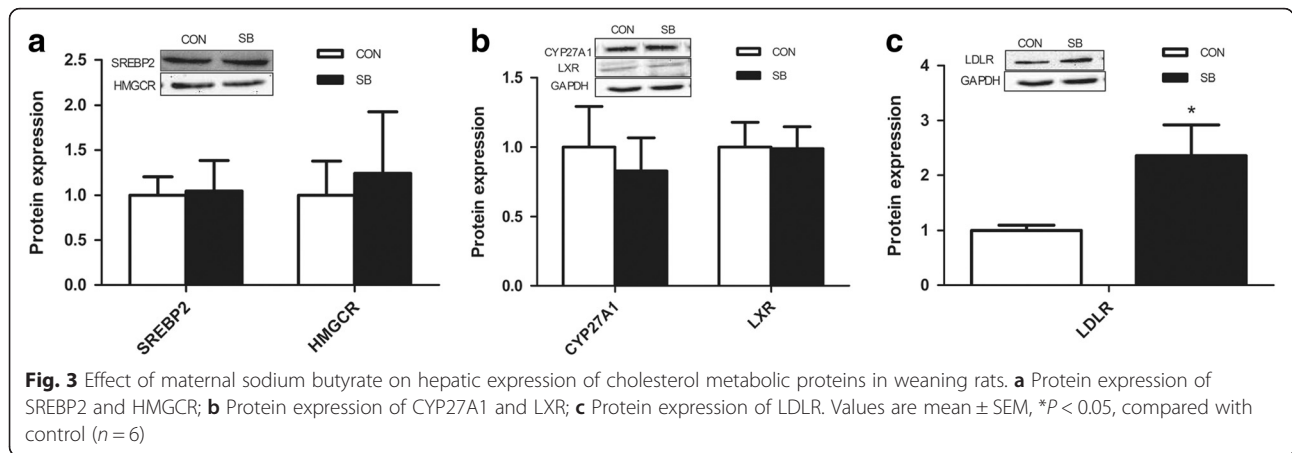 a
CON SB
SREBP2
HMGCR
CON
SB
Protein expression
2.5
2.0
1.5
1.0
0.5
0.0
SREBP2
HMGCR
b
CON SB
CYP27A1
LXR
GAPDH
CON
SB
Protein expression
1.5
1.0
0.5
0.0
CYP27A1
LXR
c
CON SB
LDLR
GAPDH
CON
SB
Protein expression
5
4
3
2
1
0
*
LDLR
Fig. 3 Effect of maternal sodium butyrate on hepatic expression of cholesterol metabolic proteins in weaning rats. a Protein expression of
SREBP2 and HMGCR; b Protein expression of CYP27A1 and LXR; c Protein expression of LDLR. Values are mean ± SEM, *P < 0.05, compared with
control (n = 6)